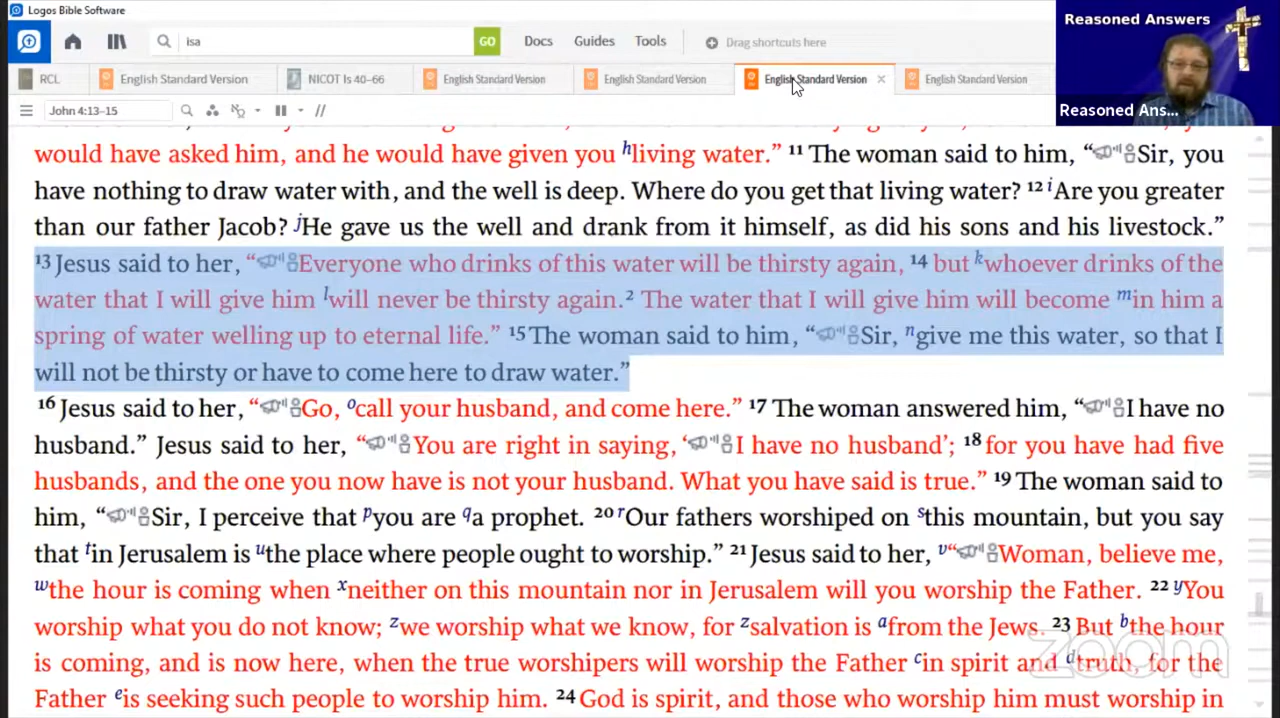 Logos Bible Software
isa
GO
Docs
Guides
Tools
Drag shortcuts here
Reasoned Answers
Reasoned Ans...
RCL
English Standard Version
NICOT Is 40–66
English Standard Version
English Standard Version
English Standard Version
English Standard Version
John 4:13–15
would have asked him, and he would have given you hliving water.” 11 The woman said to him, “Sir, you
have nothing to draw water with, and the well is deep. Where do you get that living water? 12 iAre you greater
than our father Jacob? jHe gave us the well and drank from it himself, as did his sons and his livestock.”
13 Jesus said to her, “Everyone who drinks of this water will be thirsty again, 14 but kwhoever drinks of the
water that I will give him lwill never be thirsty again.2 The water that I will give him will become min him a
spring of water welling up to eternal life.” 15 The woman said to him, “Sir, ngive me this water, so that I
will not be thirsty or have to come here to draw water.”
16 Jesus said to her, “Go, ocall your husband, and come here.” 17 The woman answered him, “I have no
husband.” Jesus said to her, “You are right in saying, ‘I have no husband’; 18 for you have had five
husbands, and the one you now have is not your husband. What you have said is true.” 19 The woman said to
him, “Sir, I perceive that pyou are qa prophet. 20 rOur fathers worshiped on sthis mountain, but you say
that tin Jerusalem is uthe place where people ought to worship.” 21 Jesus said to her, v“Woman, believe me,
wthe hour is coming when xneither on this mountain nor in Jerusalem will you worship the Father. 22 yYou
worship what you do not know; zwe worship what we know, for zsalvation is afrom the Jews. 23 But bthe hour
is coming, and is now here, when the true worshipers will worship the Father cin spirit and dtruth, for the
Father eis seeking such people to worship him. 24 God is spirit, and those who worship him must worship in
zoom